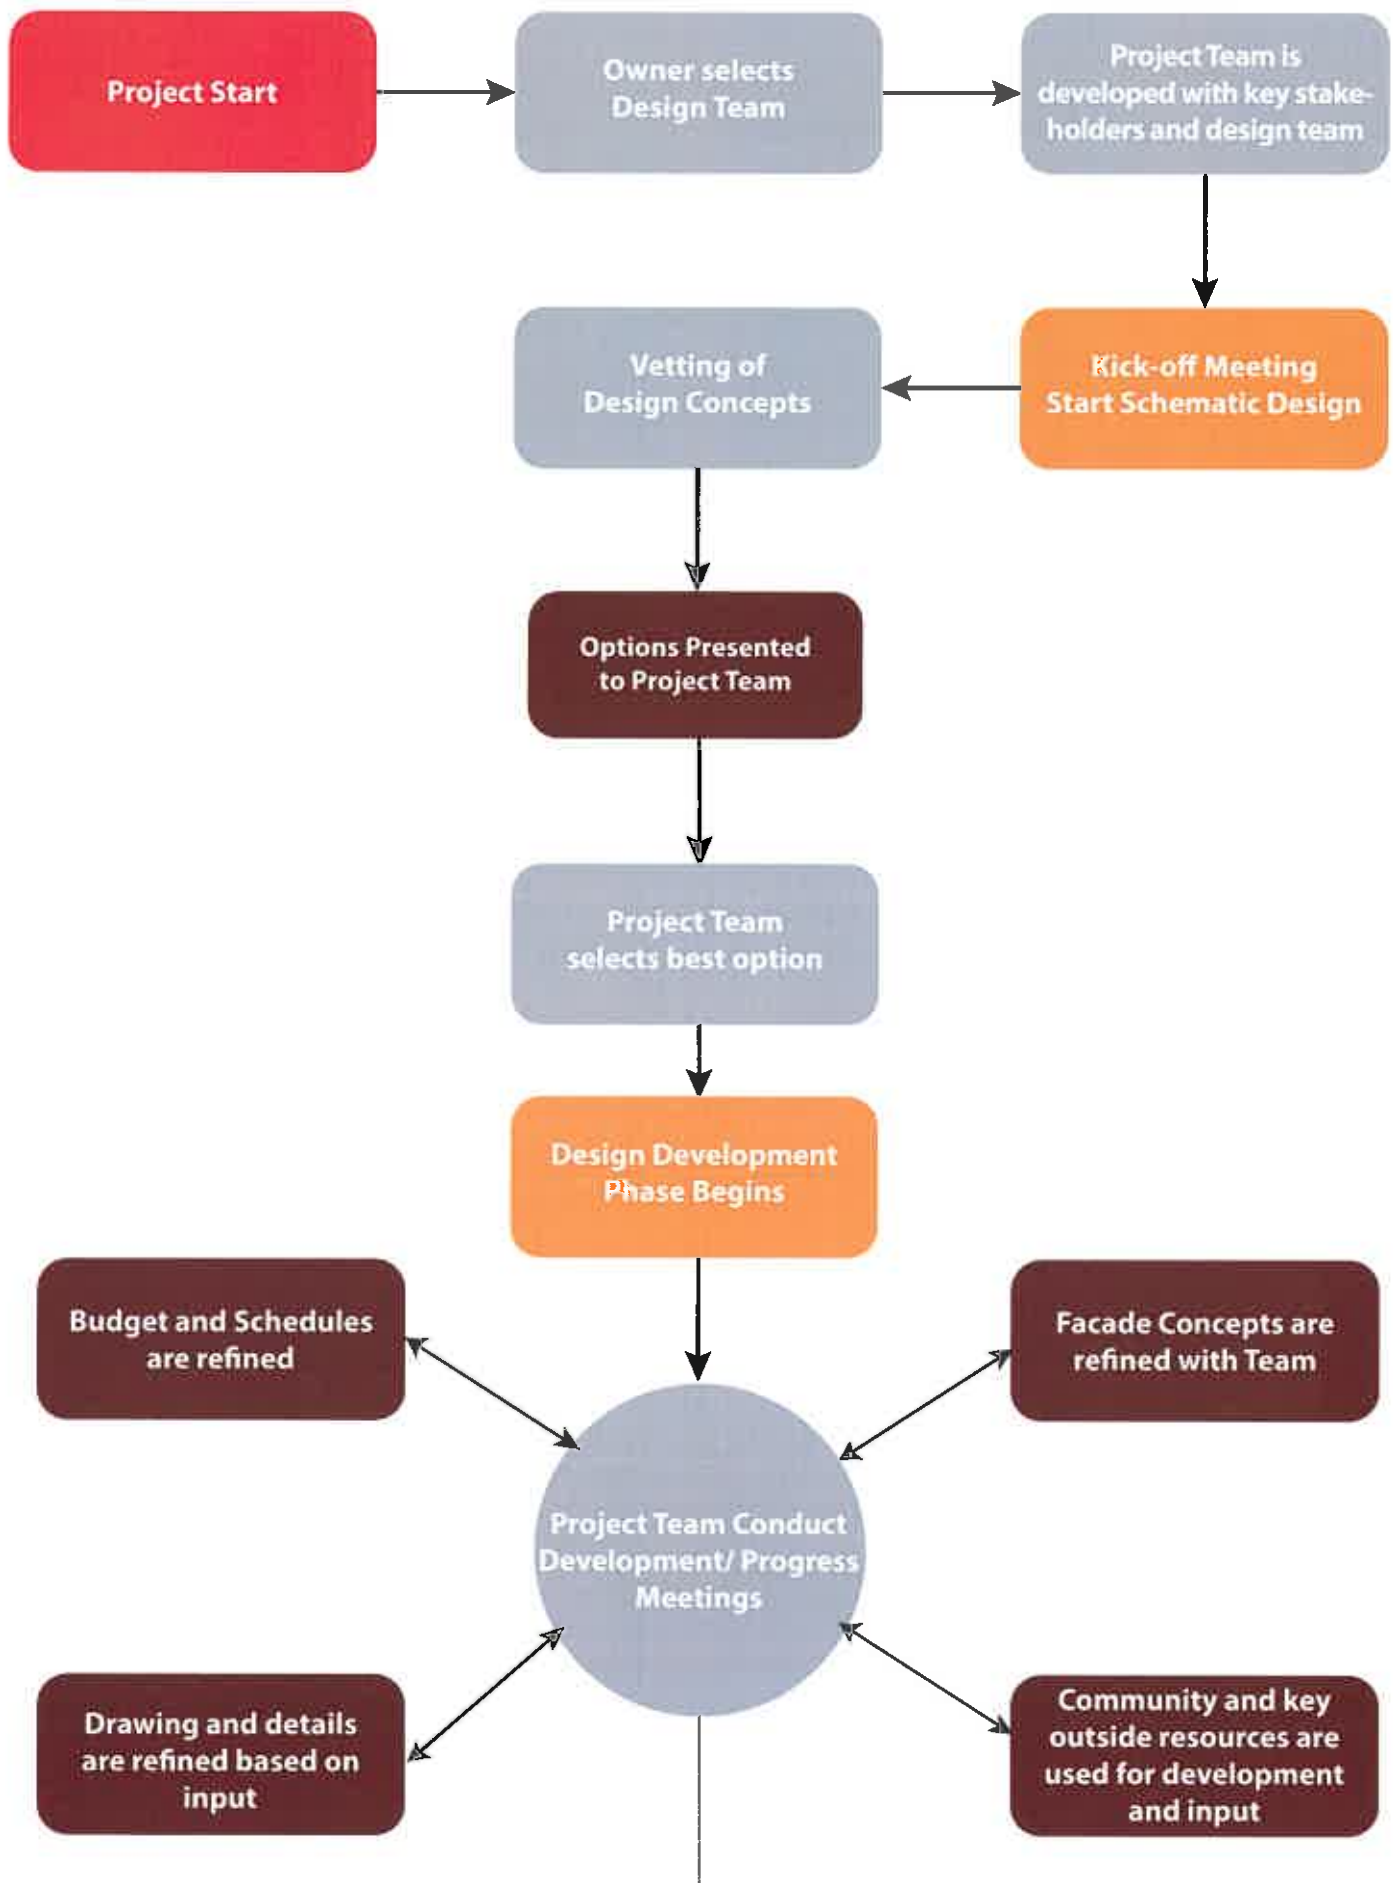 Project Start
Owner selects
Design Team
Project Team is
developed with key stake-
holders and design team
Kick-off Meeting
Start Schematic Design
Vetting of
Design Concepts
Options Presented
to Project Team
Project Team
selects best option
Design Development
Phase Begins
Budget and Schedules
are refined
Facade Concepts are
refined with Team
Project Team Conduct
Development/ Progress
Meetings
Drawing and details
are refined based on
input
Community and key
outside resources are
used for development
and input